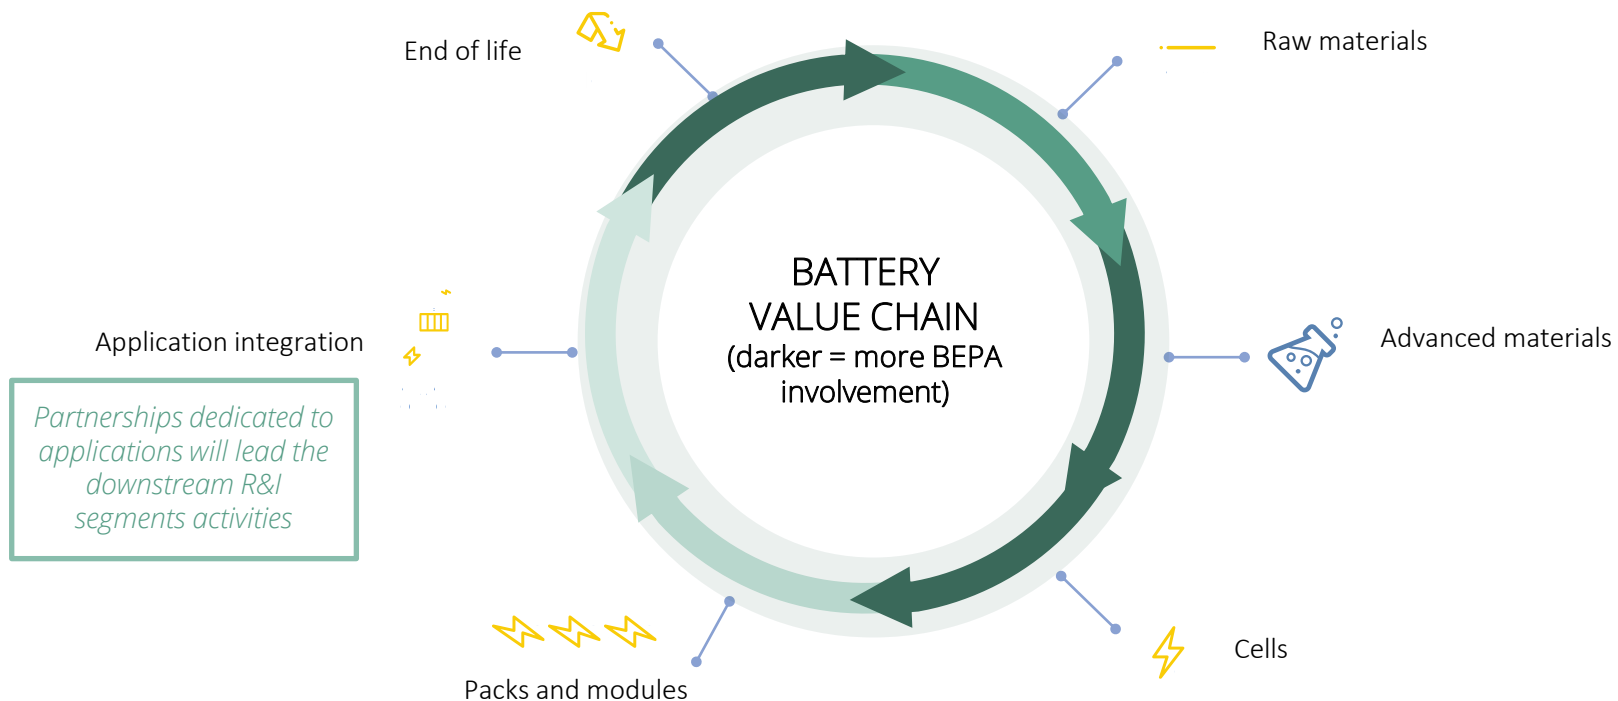 End of life
Raw materials
BATTERY
VALUE CHAIN
(darker = more BEPA
involvement)
Application integration
Advanced materials
Partnerships dedicated to
applications will lead the
downstream R&I
segments activities
Cells
Packs and modules